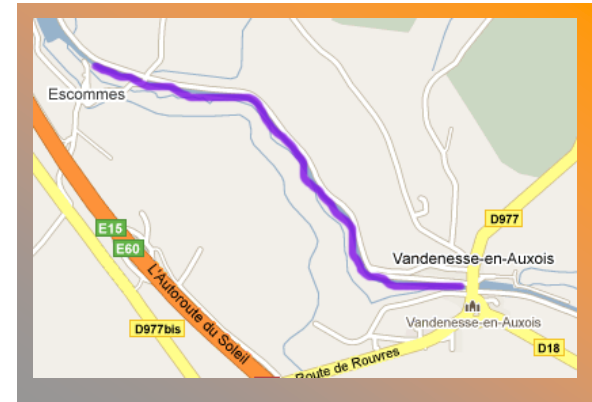 Escommes
D977
E15
E60
Vandenesse-en-Auxois
L'Autoroute du Soleil
Vandenesse-en-Auxois
D977bis
D18
Route de Rouvres